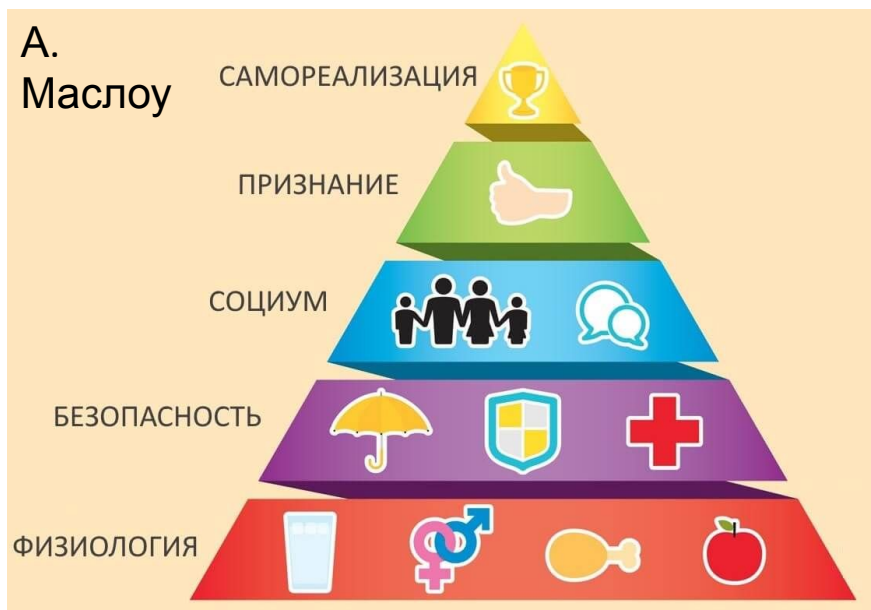 А.
Маслоу
САМОРЕАЛИЗАЦИЯ
ПРИЗНАНИЕ
СОЦИУМ
БЕЗОПАСНОСТЬ
ФИЗИОЛОГИЯ